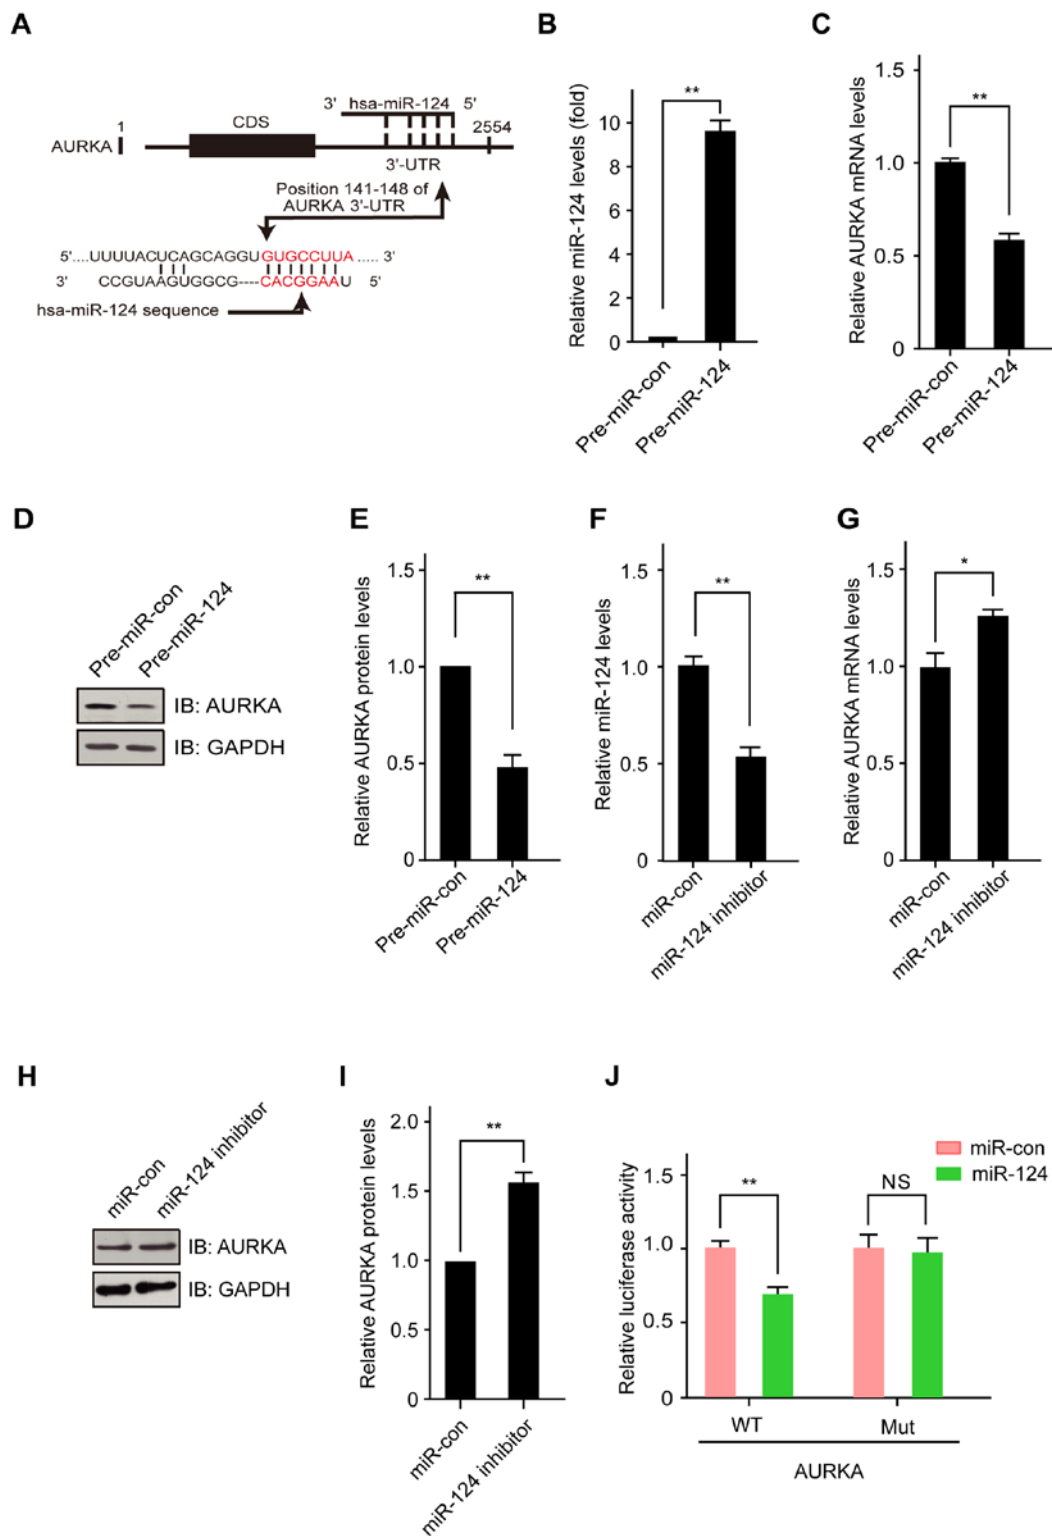 A
3' hsa-miR-124 5'
1 CDS 2554
AURKA
3'-UTR
Position 141-148 of
AURKA 3'-UTR
5'....UUUUACUCAGCAGGUGUGCCUUA..... 3'
3' CCGUAAGUGGCG----CACGGAAU 5'
hsa-miR-124 sequence
B
Relative miR-124 levels (fold)
10
8
6
4
2
0
**
Pre-miR-con
Pre-miR-124
C
Relative AURKA mRNA levels
1.5
1.0
0.5
0
**
Pre-miR-con
Pre-miR-124
D
Pre-miR-con
Pre-miR-124
IB: AURKA
IB: GAPDH
E
Relative AURKA protein levels
1.5
1.0
0.5
0
**
Pre-miR-con
Pre-miR-124
F
Relative miR-124 levels
1.5
1.0
0.5
0
**
miR-con
miR-124 inhibitor
G
Relative AURKA mRNA levels
1.5
1.0
0.5
0
*
miR-con
miR-124 inhibitor
H
miR-con
miR-124 inhibitor
IB: AURKA
IB: GAPDH
I
Relative AURKA protein levels
2.0
1.5
1.0
0.5
0
**
miR-con
miR-124 inhibitor
J
miR-con
miR-124
Relative luciferase activity
1.5
1.0
0.5
0
**
NS
WT Mut
AURKA